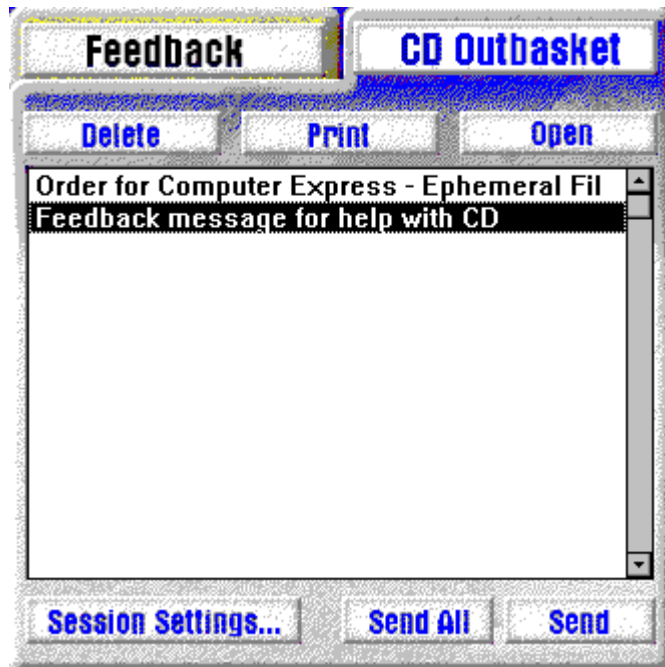 Feedback CD Outbasket
Delete Print Open
Order for Computer Express - Ephemeral Fil
Feedback message for help with CD
Session Settings... Send All Send